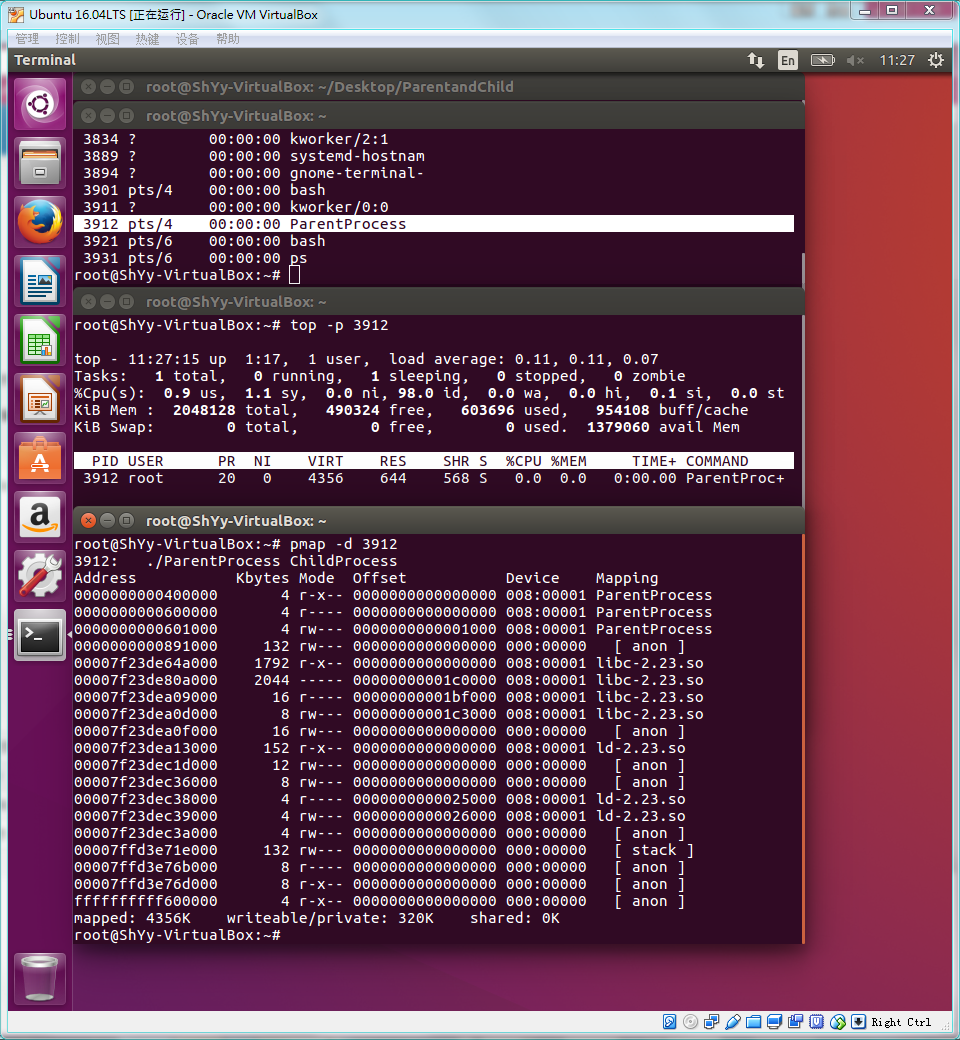 Ubuntu 16.04LTS [正在运行] - Oracle VM VirtualBox
管理 控制 视图 热键 设备 帮助
Terminal En 11:27
root@ShYy-VirtualBox: ~/Desktop/ParentandChild
root@ShYy-VirtualBox: ~
3834 ? 00:00:00 kworker/2:1
3889 ? 00:00:00 systemd-hostnam
3894 ? 00:00:00 gnome-terminal-
3901 pts/4 00:00:00 bash
3911 ? 00:00:00 kworker/0:0
3912 pts/4 00:00:00 ParentProcess
3921 pts/6 00:00:00 bash
3931 pts/6 00:00:00 ps
root@ShYy-VirtualBox:~#
root@ShYy-VirtualBox: ~
root@ShYy-VirtualBox:~# top -p 3912
top - 11:27:15 up  1:17,  1 user,  load average: 0.11, 0.11, 0.07
Tasks:   1 total,   0 running,   1 sleeping,   0 stopped,   0 zombie
%Cpu(s):  0.9 us,  1.1 sy,  0.0 ni, 98.0 id,  0.0 wa,  0.0 hi,  0.1 si,  0.0 st
KiB Mem :  2048128 total,   490324 free,   603696 used,   954108 buff/cache
KiB Swap:        0 total,        0 free,        0 used.  1379060 avail Mem
PID USER PR NI VIRT RES SHR S %CPU %MEM TIME+ COMMAND
3912 root 20 0 4356 644 568 S 0.0 0.0 0:00.00 ParentProc+
root@ShYy-VirtualBox: ~
root@ShYy-VirtualBox:~# pmap -d 3912
3912:   ./ParentProcess ChildProcess
Address Kbytes Mode Offset Device Mapping
0000000000400000 4 r-x-- 0000000000000000 008:00001 ParentProcess
0000000000600000 4 r---- 0000000000000000 008:00001 ParentProcess
0000000000601000 4 rw--- 0000000000001000 008:00001 ParentProcess
0000000000891000 132 rw--- 0000000000000000 000:00000 [ anon ]
00007f23de64a000 1792 r-x-- 0000000000000000 008:00001 libc-2.23.so
00007f23de80a000 2044 ----- 00000000001c0000 008:00001 libc-2.23.so
00007f23dea09000 16 r---- 00000000001bf000 008:00001 libc-2.23.so
00007f23dea0d000 8 rw--- 00000000001c3000 008:00001 libc-2.23.so
00007f23dea0f000 16 rw--- 0000000000000000 000:00000 [ anon ]
00007f23dea13000 152 r-x-- 0000000000000000 008:00001 ld-2.23.so
00007f23dec1d000 12 rw--- 0000000000000000 000:00000 [ anon ]
00007f23dec36000 8 rw--- 0000000000000000 000:00000 [ anon ]
00007f23dec38000 4 r---- 0000000000025000 008:00001 ld-2.23.so
00007f23dec39000 4 rw--- 0000000000026000 008:00001 ld-2.23.so
00007f23dec3a000 4 rw--- 0000000000000000 000:00000 [ anon ]
00007ffd3e71e000 132 rw--- 0000000000000000 000:00000 [ stack ]
00007ffd3e76b000 8 r---- 0000000000000000 000:00000 [ anon ]
00007ffd3e76d000 8 r-x-- 0000000000000000 000:00000 [ anon ]
ffffffffff600000 4 r-x-- 0000000000000000 000:00000 [ anon ]
mapped: 4356K    writeable/private: 320K    shared: 0K
root@ShYy-VirtualBox:~#
Right Ctrl